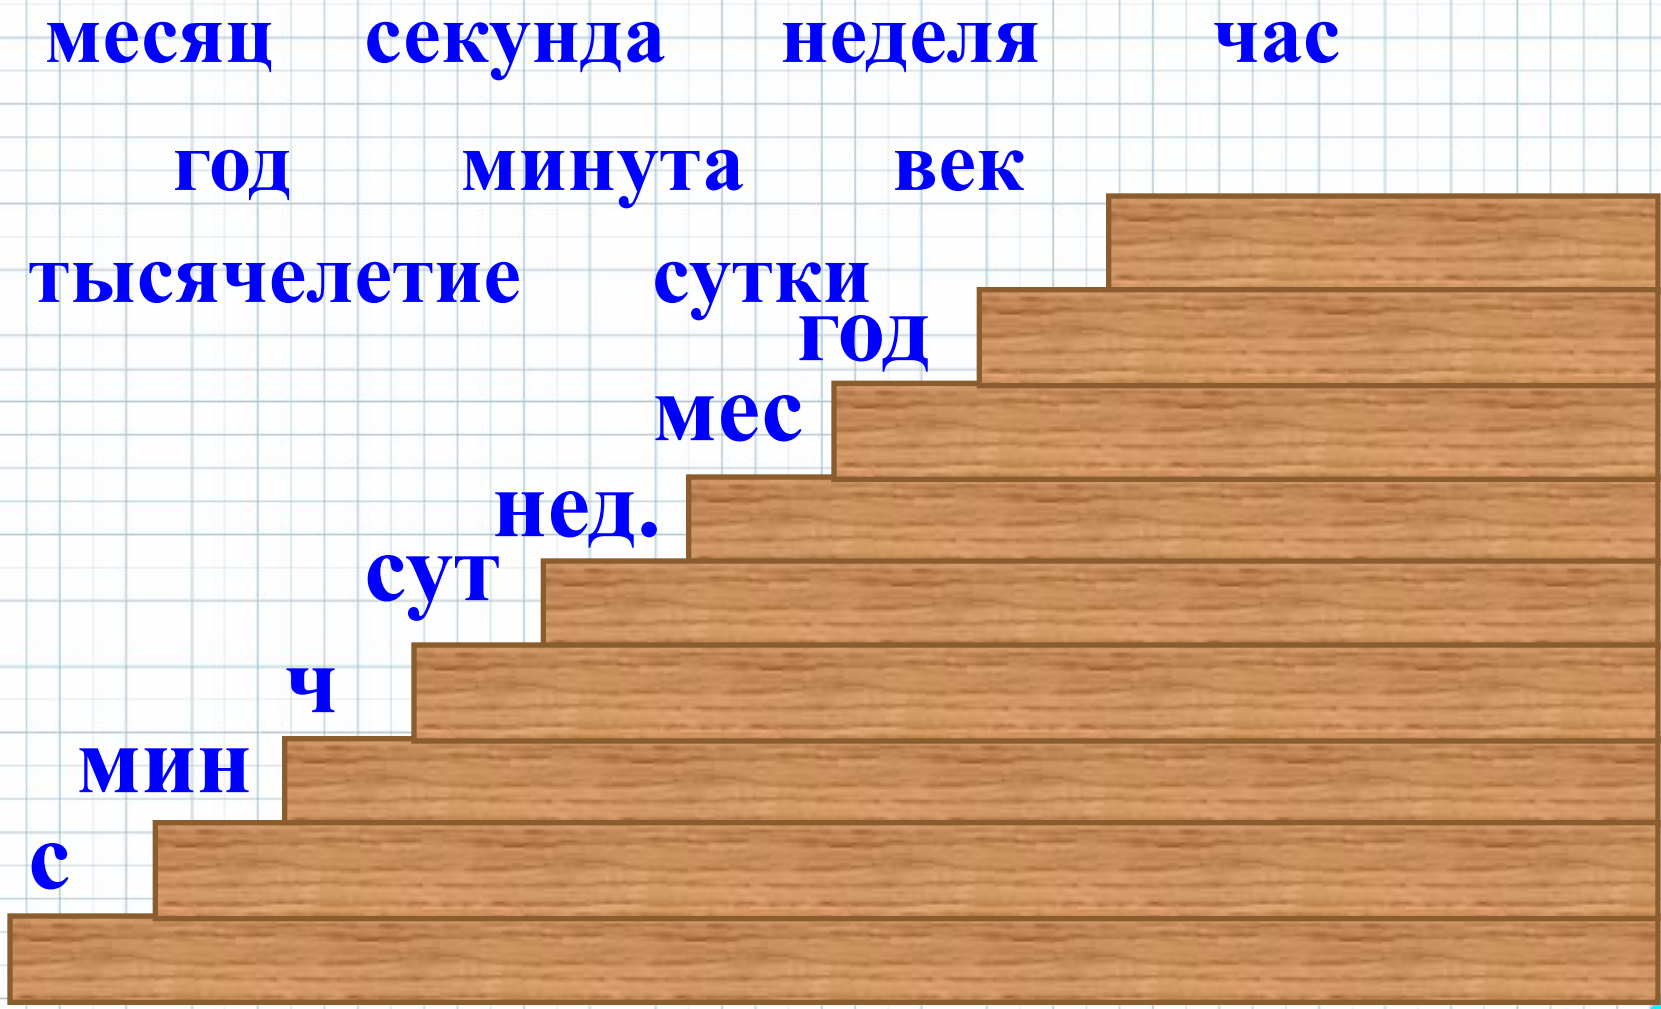 месяц секунда неделя час
год минута век
тысячелетие сутки
год
мес
нед.
сут
ч
мин
с